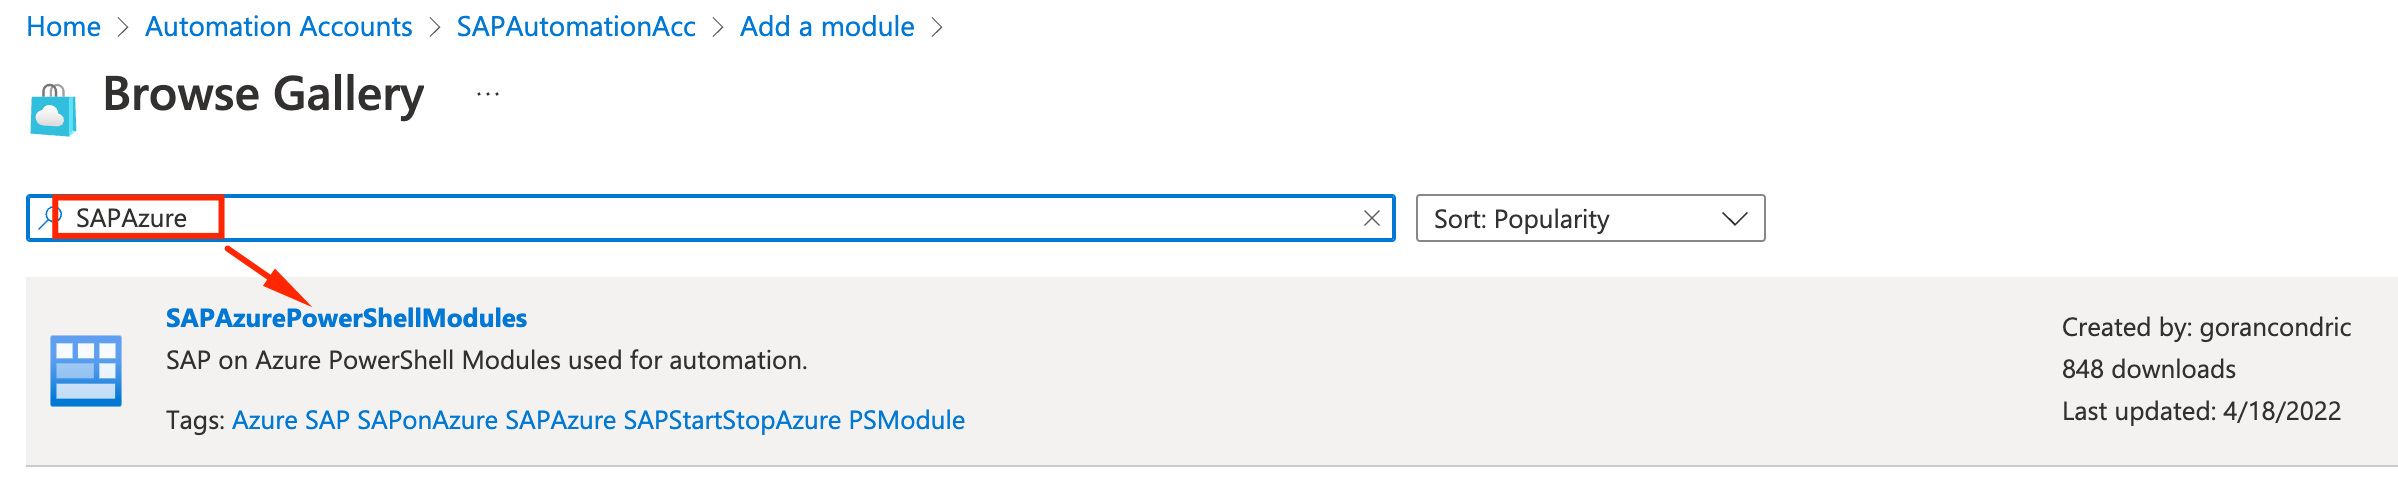 Home > Automation Accounts > SAPAutomationAcc > Add a module >
Browse Gallery ...
SAPAzure
Sort: Popularity
SAPAzurePowerShellModules
SAP on Azure PowerShell Modules used for automation.
Tags: Azure SAP SAPonAzure SAPAzure SAPStartStopAzure PSModule
Created by: gorancondric
848 downloads
Last updated: 4/18/2022